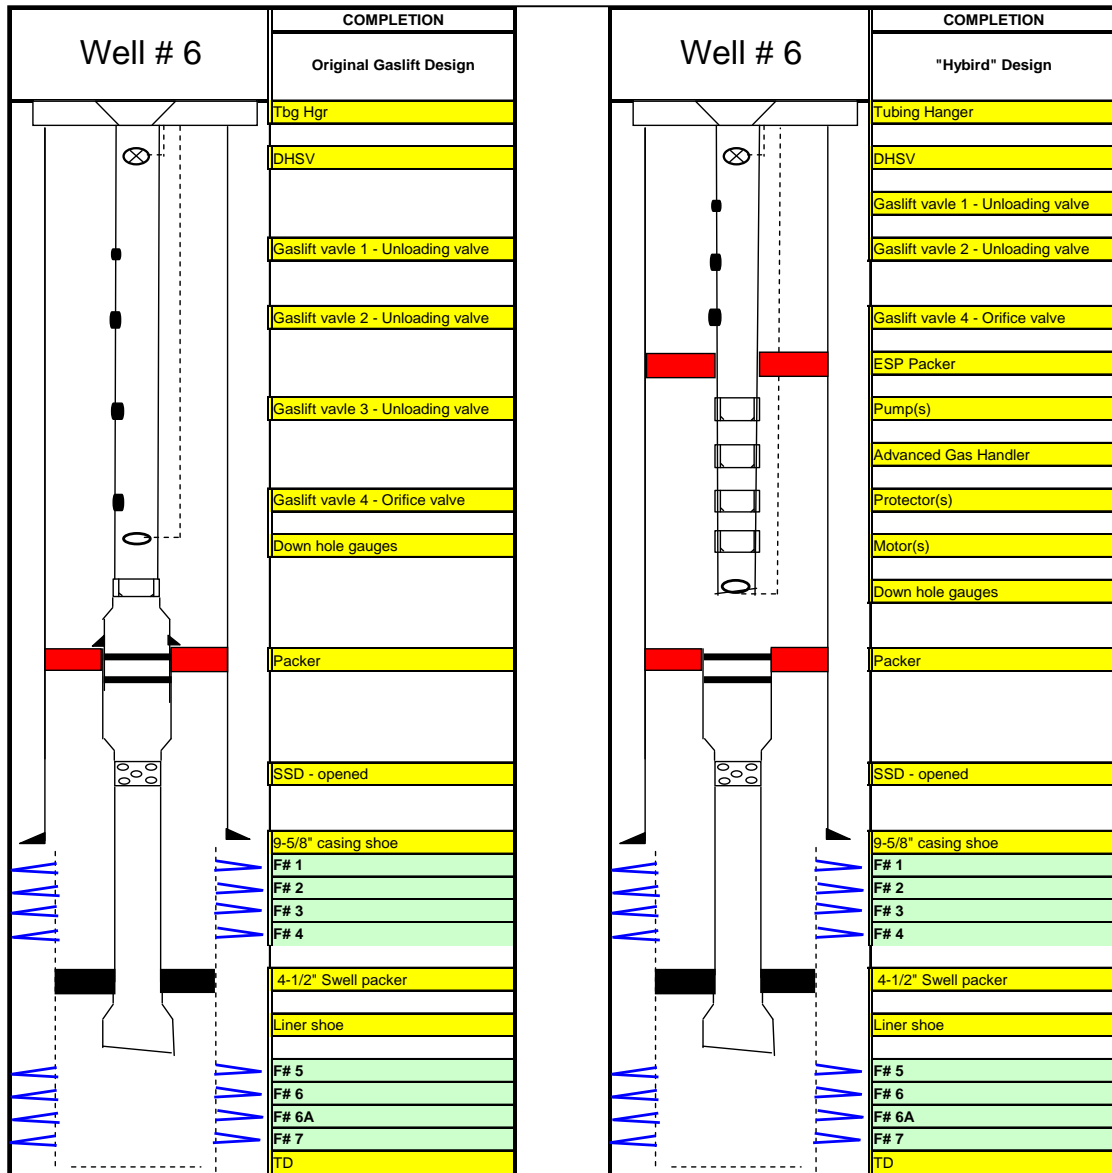 Well # 6
COMPLETION
Original Gaslift Design
Tbg Hgr
DHSV
Gaslift vavle 1 - Unloading valve
Gaslift vavle 2 - Unloading valve
Gaslift vavle 3 - Unloading valve
Gaslift vavle 4 - Orifice valve
Down hole gauges
Packer
SSD - opened
9-5/8" casing shoe
F# 1
F# 2
F# 3
F# 4
4-1/2" Swell packer
Liner shoe
F# 5
F# 6
F# 6A
F# 7
TD
Well # 6
COMPLETION
"Hybird" Design
Tubing Hanger
DHSV
Gaslift vavle 1 - Unloading valve
Gaslift vavle 2 - Unloading valve
Gaslift vavle 4 - Orifice valve
ESP Packer
Pump(s)
Advanced Gas Handler
Protector(s)
Motor(s)
Down hole gauges
Packer
SSD - opened
9-5/8" casing shoe
F# 1
F# 2
F# 3
F# 4
4-1/2" Swell packer
Liner shoe
F# 5
F# 6
F# 6A
F# 7
TD